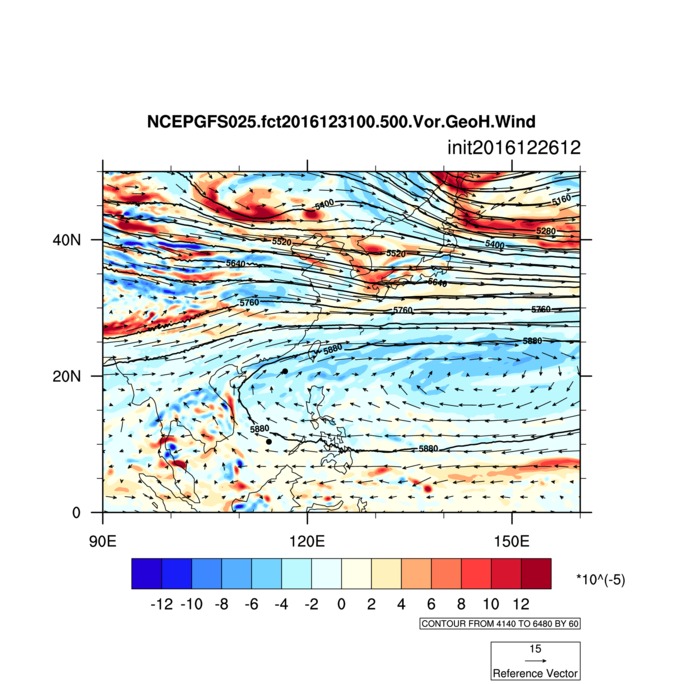 NCEPGFS025.fct2016123100.500.Vor.GeoH.Wind
init2016122612
5400
5160
5280
40N
5520
5400
5520
5640
5640
5760
5760
5760
5880
5880
20N
5880
5880
0
90E 120E 150E
-12 -10 -8 -6 -4 -2 0 2 4 6 8 10 12
*10^(-5)
CONTOUR FROM 4140 TO 6480 BY 60
15
Reference Vector